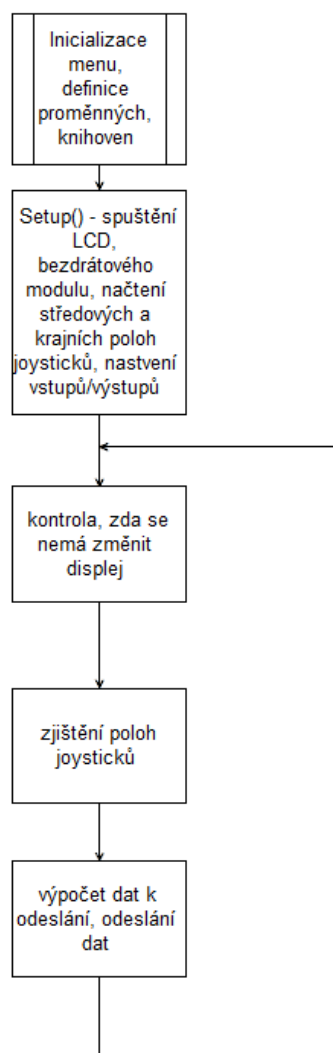 Inicializace
menu,
definice
proměnných,
knihoven
Setup() - spuštění
LCD,
bezdrátového
modulu, načtení
středových a
krajních poloh
joysticků, nastvení
vstupů/výstupů
kontrola, zda se
nemá změnit
displej
zjištění poloh
joysticků
výpočet dat k
odeslání, odeslání
dat